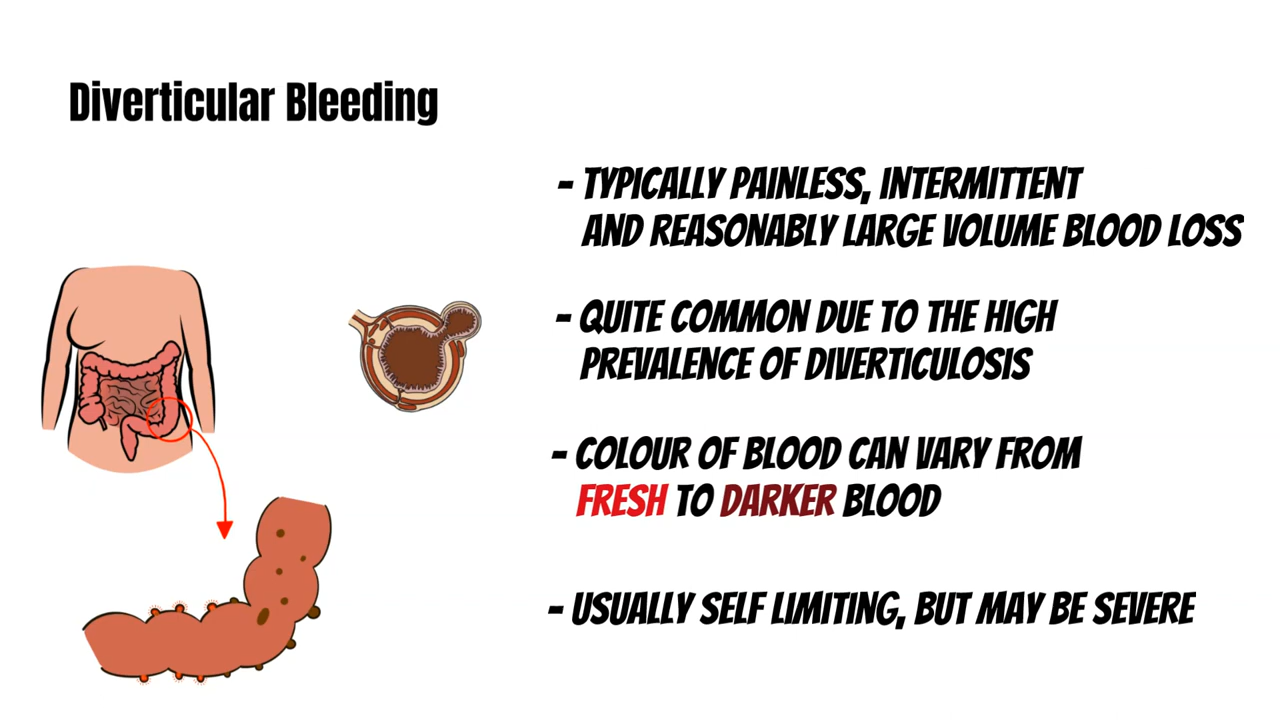 Diverticular Bleeding
- TYPICALLY PAINLESS, INTERMITTENT
AND REASONABLY LARGE VOLUME BLOOD LOSS
- QUITE COMMON DUE TO THE HIGH
PREVALENCE OF DIVERTICULOSIS
- COLOUR OF BLOOD CAN VARY FROM
FRESH TO DARKER BLOOD
- USUALLY SELF LIMITING, BUT MAY BE SEVERE